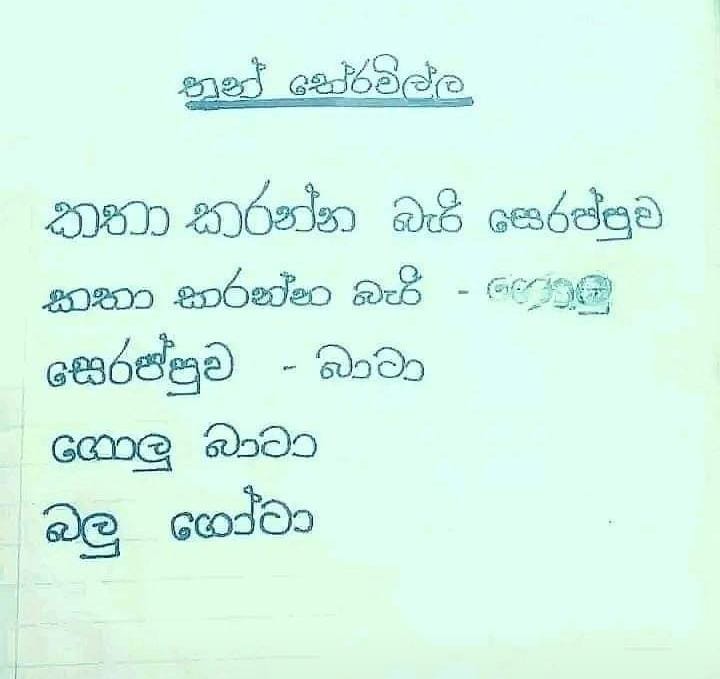 තුන් තේරවිල්ල
කතා කරන්න බැරි සෙරප්පුව
කතා කරන්න බැරි - ගොළු
සෙරප්පුව - බාටා
ගොලු බාටා
බලු ගෝටා